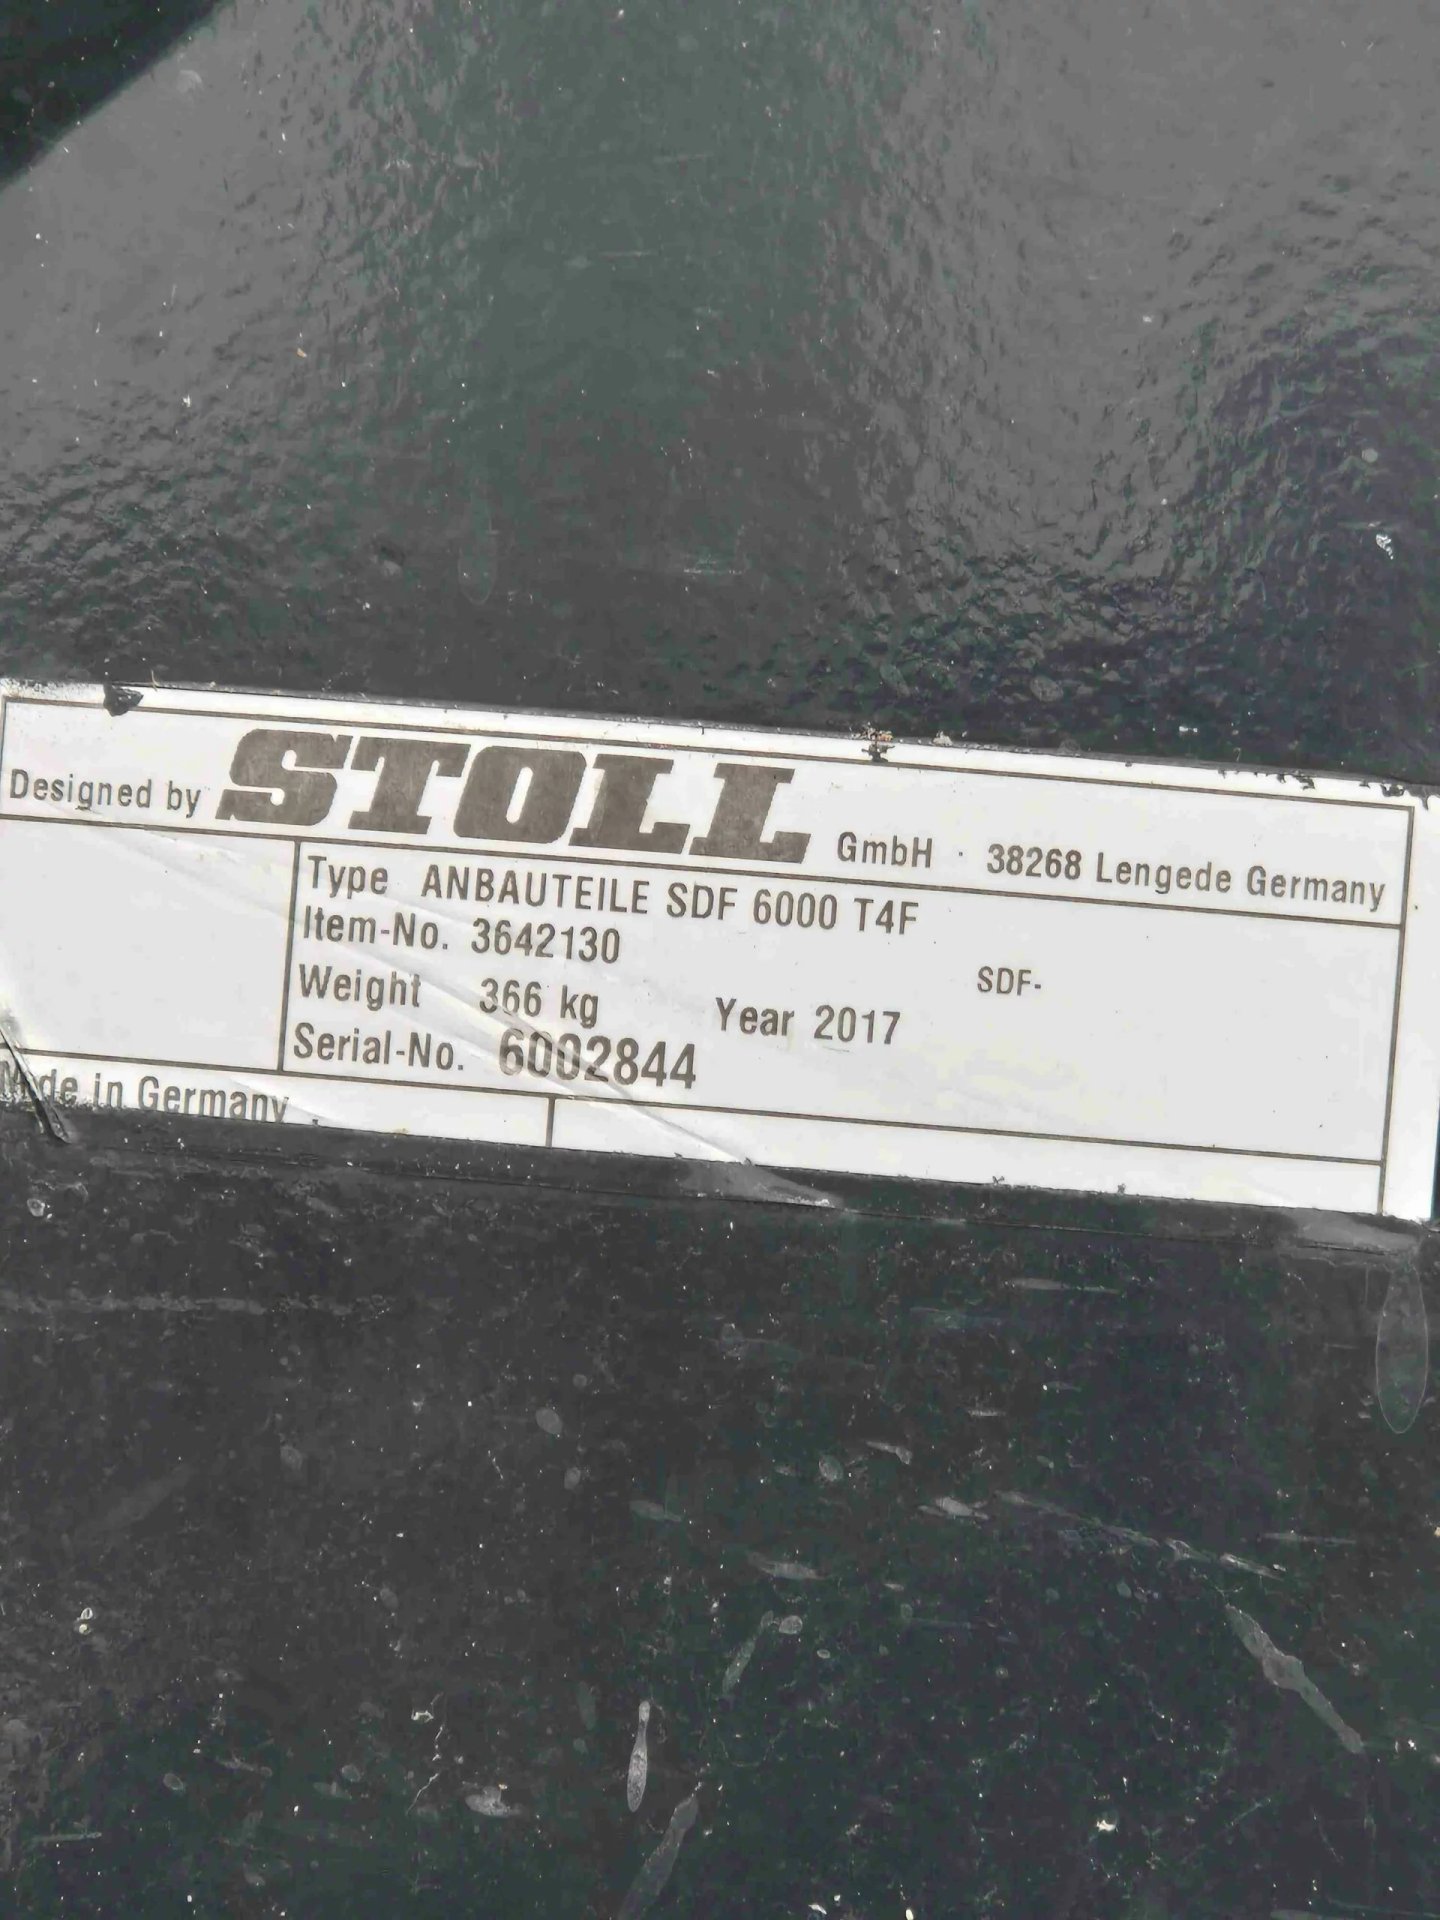 Designed by STOLL GmbH · 38268 Lengede Germany
Type ANBAUTEILE SDF 6000 T4F
Item-No. 3642130
SDF-
Weight 366 kg Year 2017
Serial-No. 6002844
Made in Germany